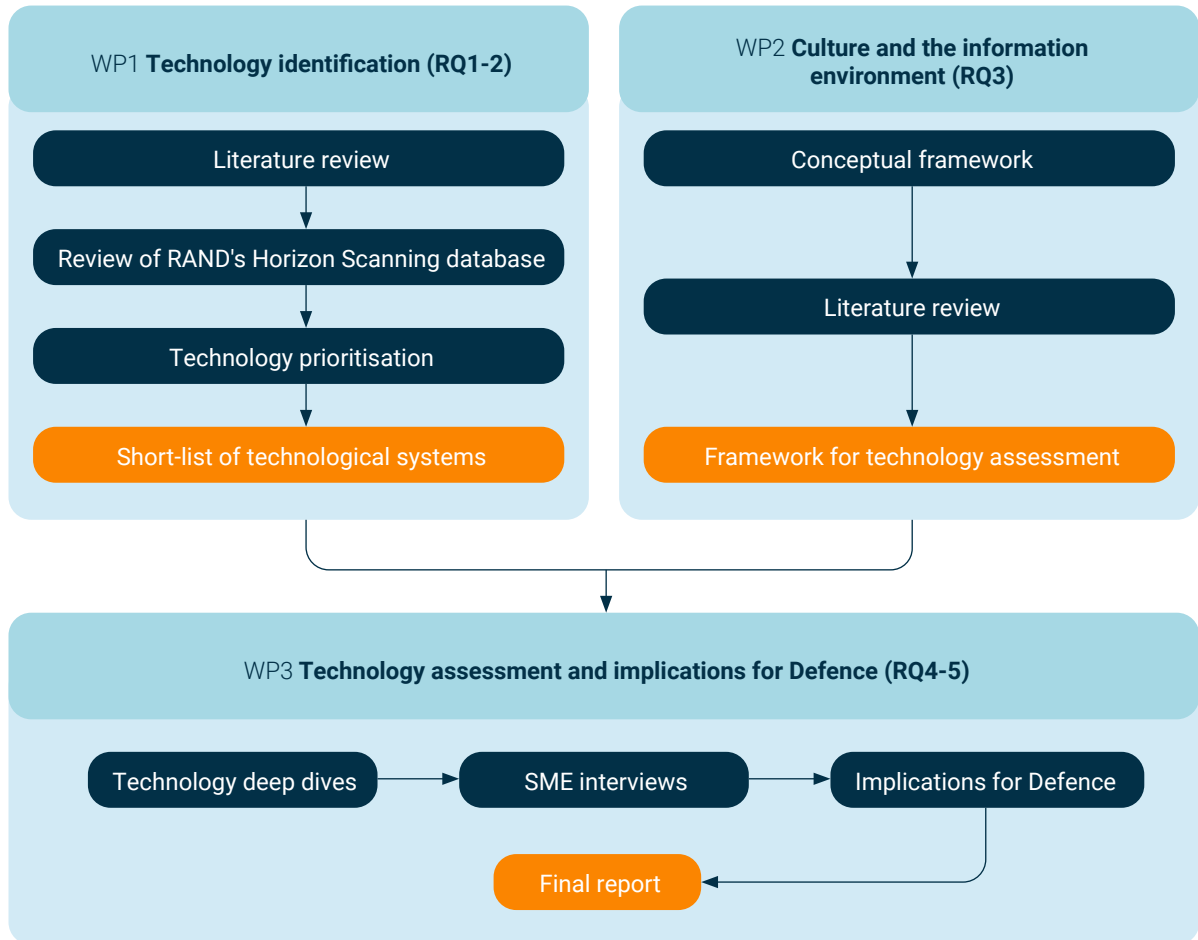 WP1 Technology identification (RQ1-2)
Literature review
Review of RAND's Horizon Scanning database
Technology prioritisation
Short-list of technological systems
WP2 Culture and the information
environment (RQ3)
Conceptual framework
Literature review
Framework for technology assessment
WP3 Technology assessment and implications for Defence (RQ4-5)
Technology deep dives
SME interviews
Implications for Defence
Final report